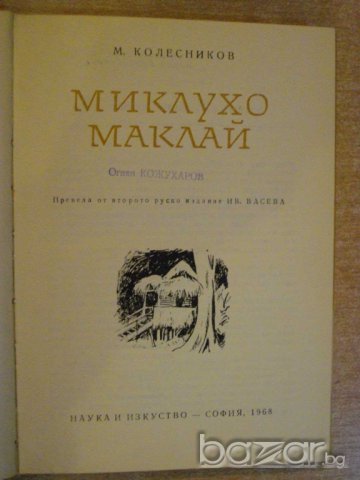 М. КОЛЕСНИКОВ
МИКЛУХО
МАКЛАЙ
Огнян КОЖУХАРОВ
Превела от второто руско издание ИВ. ВАСЕВА
НАУКА И ИЗКУСТВО — СОФИЯ, 1968
bazar.bg